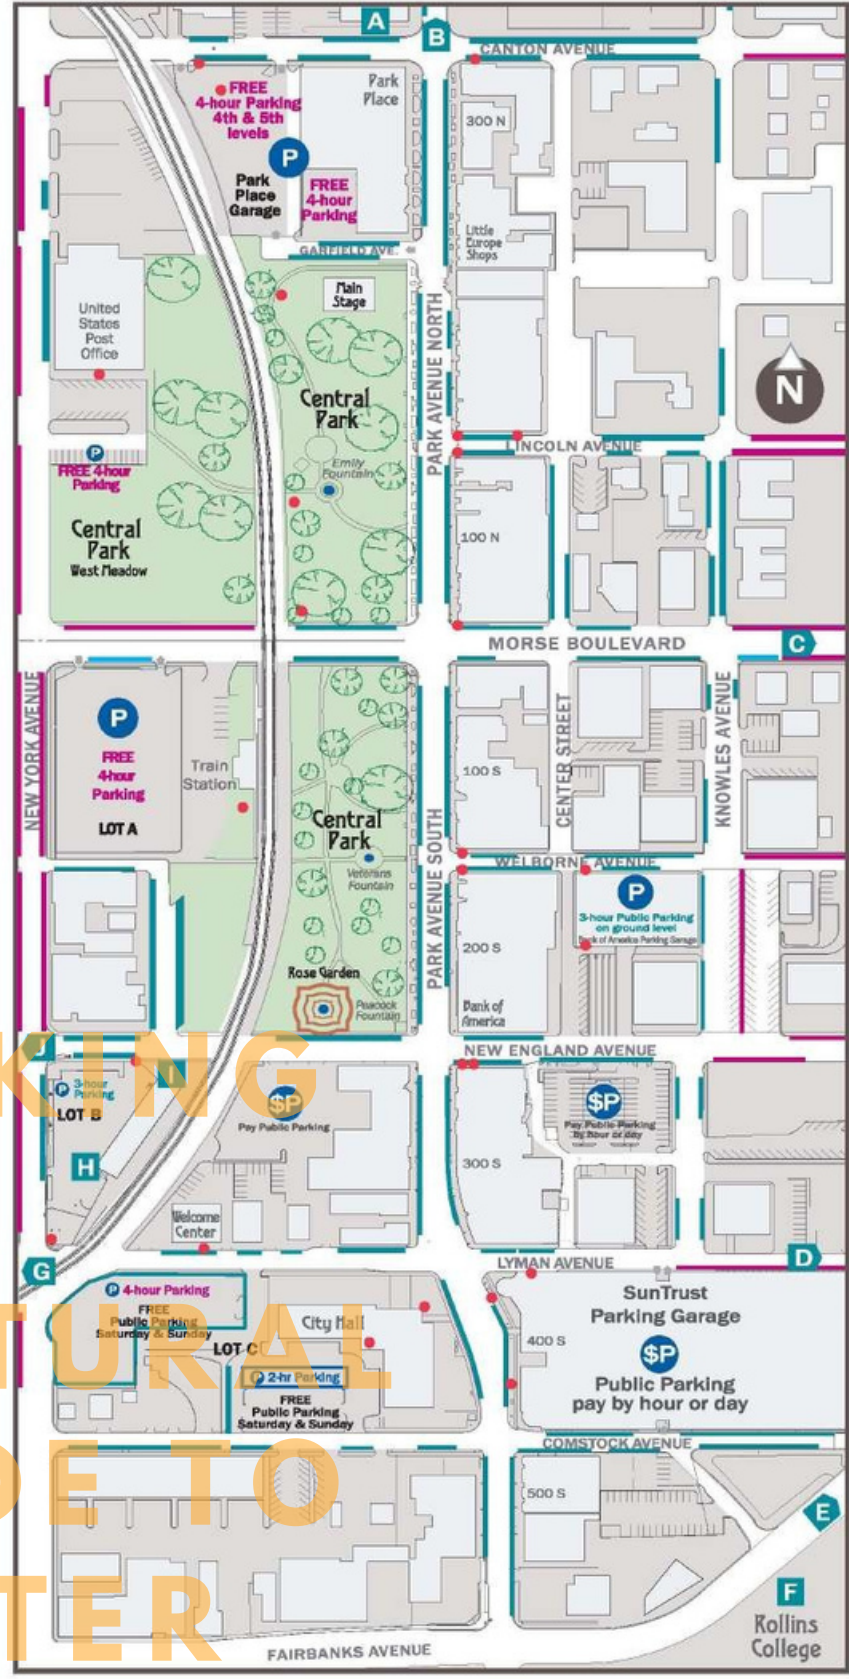 A
B
CANTON AVENUE
FREE
4-hour Parking
4th & 5th
levels
P
Park
Place
Garage
FREE
4-hour
Parking
Park
Place
300 N
Little
Europe
Shops
GARFIELD AVE.
Main
Stage
United
States
Post
Office
Central
Park
PARK AVENUE NORTH
N
LINCOLN AVENUE
P
FREE 4-hour
Parking
Emily
Fountain
Central
Park
West Meadow
100 N
MORSE BOULEVARD
C
NEW YORK AVENUE
P
FREE
4-hour
Parking
LOT A
Train
Station
100 S
CENTER STREET
KNOWLES AVENUE
Central
Park
Veterans
Fountain
PARK AVENUE SOUTH
WELBORNE AVENUE
P
3-hour Public Parking
on ground level
Bank of America Parking Garage
200 S
Bank of
America
Rose Garden
Peacock
Fountain
NEW ENGLAND AVENUE
J
I
P 3-hour
Parking
LOT B
H
KING
$P
Pay Public Parking
$P
Pay Public Parking
by hour or day
300 S
Welcome
Center
LYMAN AVENUE
D
G
P 4-hour Parking
FREE
Public Parking
Saturday & Sunday
City Hall
LOT C
P 2-hr Parking
FREE
Public Parking
Saturday & Sunday
TURAL
400 S
SunTrust
Parking Garage
$P
Public Parking
pay by hour or day
COMSTOCK AVENUE
DE TO
500 S
E
F
Rollins
College
TER
FAIRBANKS AVENUE